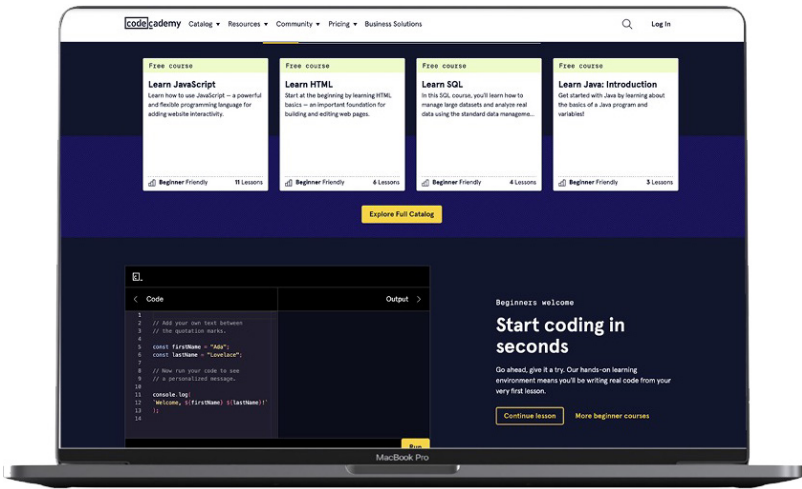 codecademy Catalog Resources Community Pricing Business Solutions Log In
Free course
Learn JavaScript
Learn how to use JavaScript — a powerful
and flexible programming language for
adding website interactivity.
Beginner Friendly 11 Lessons
Free course
Learn HTML
Start at the beginning by learning HTML
basics — an important foundation for
building and editing web pages.
Beginner Friendly 6 Lessons
Free course
Learn SQL
In this SQL course, you'll learn how to
manage large datasets and analyze real
data using the standard data manageme...
Beginner Friendly 4 Lessons
Free course
Learn Java: Introduction
Get started with Java by learning about
the basics of a Java program and
variables!
Beginner Friendly 3 Lessons
Explore Full Catalog
Code Output
1
2 // Add your own text between
3 // the quotation marks.
4
5 const firstName = "Ada";
6 const lastName = "Lovelace";
7
8 // Now run your code to see
9 // a personalized message.
10
11 console.log(
12 `Welcome, ${firstName} ${lastName}!`
13 );
14
Run
Beginners welcome
Start coding in
seconds
Go ahead, give it a try. Our hands-on learning
environment means you'll be writing real code from your
very first lesson.
Continue lesson More beginner courses
MacBook Pro